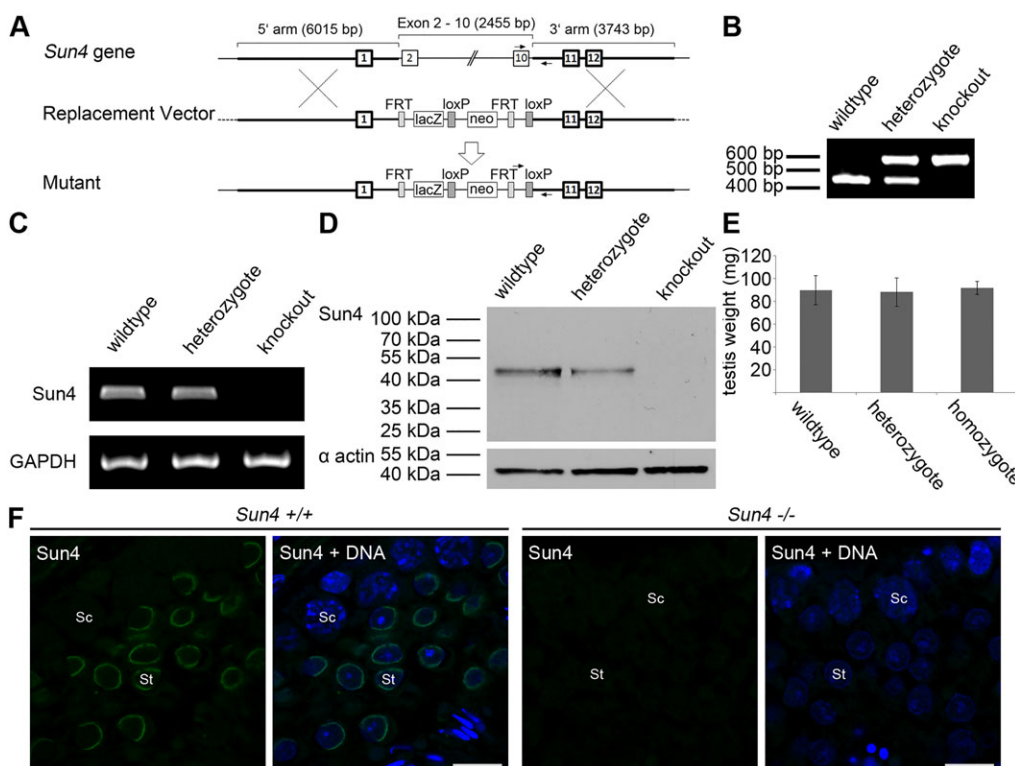 A
5' arm (6015 bp)
Exon 2 - 10 (2455 bp)
3' arm (3743 bp)
Sun4 gene
1
2
10
11
12
Replacement Vector
FRT
loxP
FRT
loxP
1
lacZ
neo
11
12
Mutant
FRT
loxP
FRT
loxP
1
lacZ
neo
11
12
B
wildtype
heterozygote
knockout
600 bp
500 bp
400 bp
C
wildtype
heterozygote
knockout
Sun4
GAPDH
D
wildtype
heterozygote
knockout
Sun4
100 kDa
70 kDa
55 kDa
40 kDa
35 kDa
25 kDa
α actin
55 kDa
40 kDa
E
testis weight (mg)
120
100
80
60
40
20
wildtype
heterozygote
homozygote
F
Sun4 +/+
Sun4 -/-
Sun4
Sc
St
Sun4 + DNA
Sc
St
Sun4
Sc
St
Sun4 + DNA
Sc
St